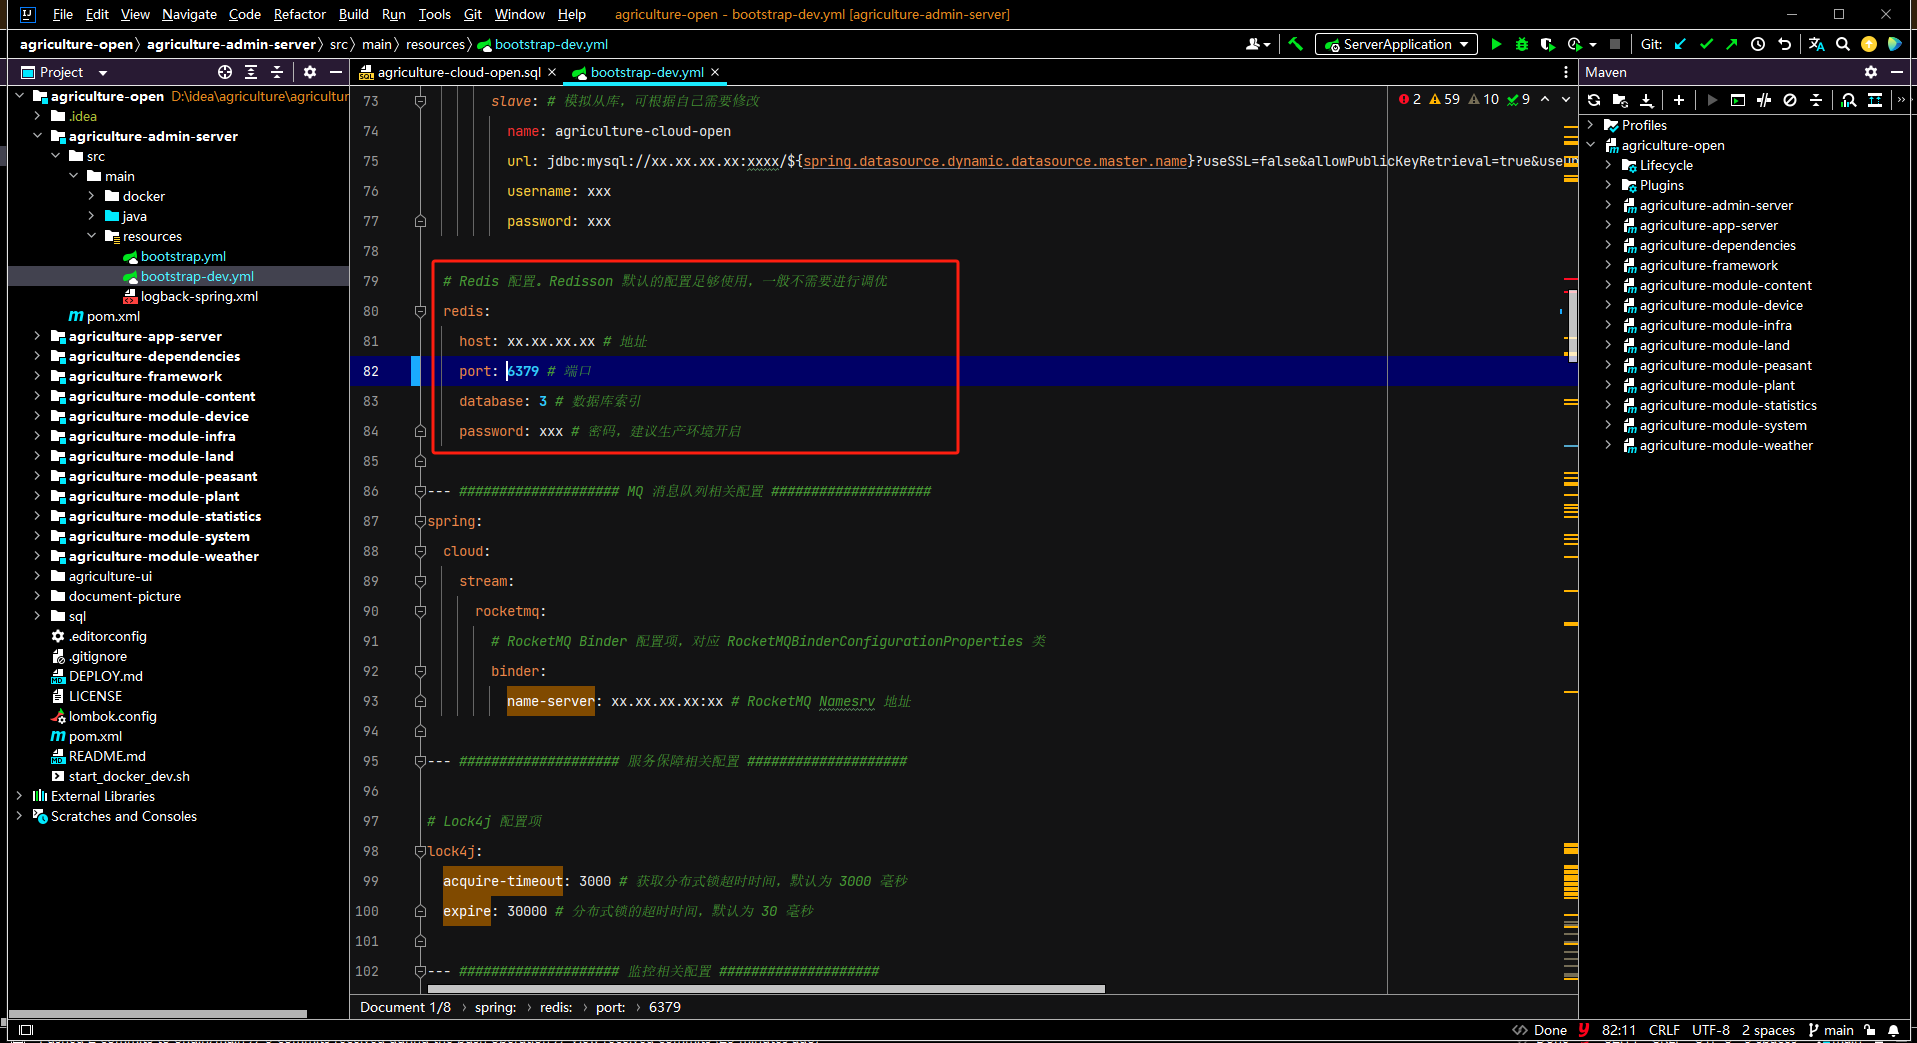 File Edit View Navigate Code Refactor Build Run Tools Git Window Help agriculture-open - bootstrap-dev.yml [agriculture-admin-server]
agriculture-open agriculture-admin-server src main resources bootstrap-dev.yml ServerApplication Git:
Project
agriculture-open D:\idea\agriculture\agricultur
.idea
agriculture-admin-server
src
main
docker
java
resources
bootstrap.yml
bootstrap-dev.yml
logback-spring.xml
pom.xml
agriculture-app-server
agriculture-dependencies
agriculture-framework
agriculture-module-content
agriculture-module-device
agriculture-module-infra
agriculture-module-land
agriculture-module-peasant
agriculture-module-plant
agriculture-module-statistics
agriculture-module-system
agriculture-module-weather
agriculture-ui
document-picture
sql
.editorconfig
.gitignore
DEPLOY.md
LICENSE
lombok.config
pom.xml
README.md
start_docker_dev.sh
External Libraries
Scratches and Consoles
agriculture-cloud-open.sql bootstrap-dev.yml
2 59 10 9
73 slave: # 模拟从库，可根据自己需要修改
74 name: agriculture-cloud-open
75 url: jdbc:mysql://xx.xx.xx.xx:xxxx/${spring.datasource.dynamic.datasource.master.name}?useSSL=false&allowPublicKeyRetrieval=true&useUn
76 username: xxx
77 password: xxx
78
79 # Redis 配置。Redisson 默认的配置足够使用，一般不需要进行调优
80 redis:
81 host: xx.xx.xx.xx # 地址
82 port: 6379 # 端口
83 database: 3 # 数据库索引
84 password: xxx # 密码，建议生产环境开启
85
86 --- #################### MQ 消息队列相关配置 ####################
87 spring:
88 cloud:
89 stream:
90 rocketmq:
91 # RocketMQ Binder 配置项，对应 RocketMQBinderConfigurationProperties 类
92 binder:
93 name-server: xx.xx.xx.xx:xx # RocketMQ Namesrv 地址
94
95 --- #################### 服务保障相关配置 ####################
96
97 # Lock4j 配置项
98 lock4j:
99 acquire-timeout: 3000 # 获取分布式锁超时时间，默认为 3000 毫秒
100 expire: 30000 # 分布式锁的超时时间，默认为 30 毫秒
101
102 --- #################### 监控相关配置 ####################
Document 1/8 spring: redis: port: 6379
Maven
Profiles
agriculture-open
Lifecycle
Plugins
agriculture-admin-server
agriculture-app-server
agriculture-dependencies
agriculture-framework
agriculture-module-content
agriculture-module-device
agriculture-module-infra
agriculture-module-land
agriculture-module-peasant
agriculture-module-plant
agriculture-module-statistics
agriculture-module-system
agriculture-module-weather
Done 82:11 CRLF UTF-8 2 spaces main